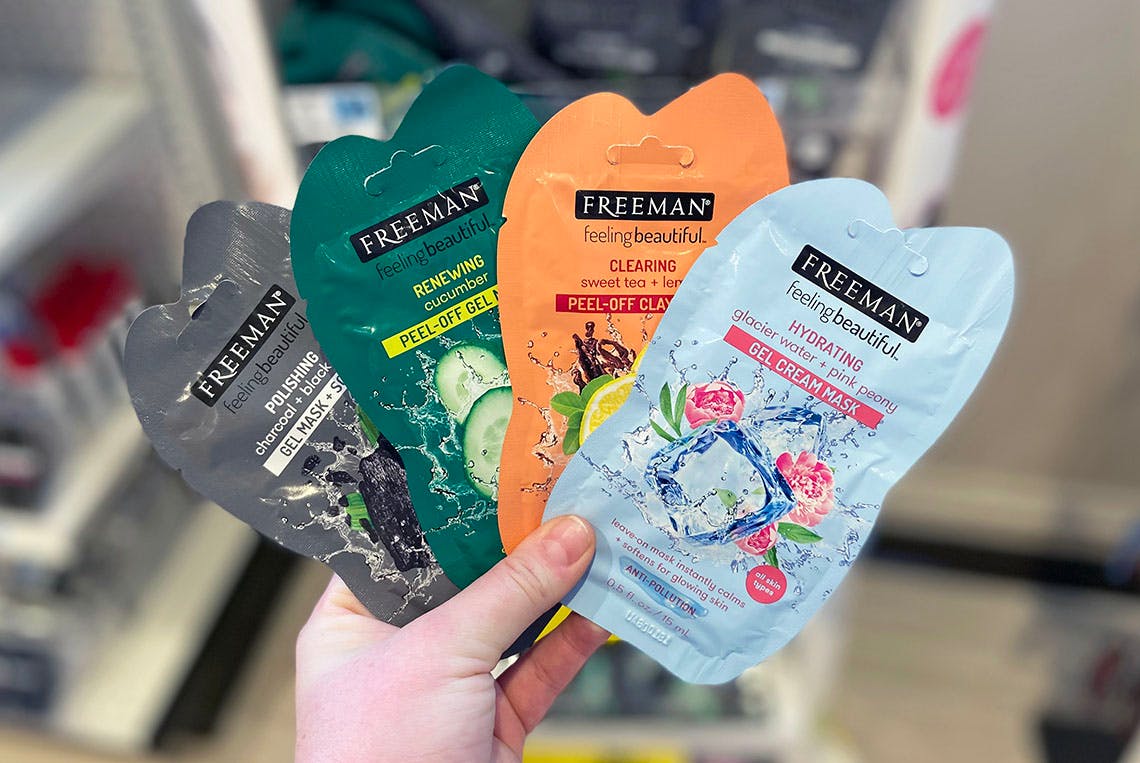 FREEMAN
feeling beautiful
POLISHING
charcoal + black
GEL MASK +
FREEMAN®
feeling beautiful
RENEWING
cucumber
PEEL-OFF GEL
FREEMAN®
feeling beautiful™
CLEARING
sweet tea +
PEEL-OFF CLAY
FREEMAN®
feeling beautiful™
HYDRATING
glacier water + pink peony
GEL CREAM MASK
leave-on mask instantly calms
+ softens for glowing skin
ANTI-POLLUTION
all skin
types
0.5 fl. oz / 15 mL